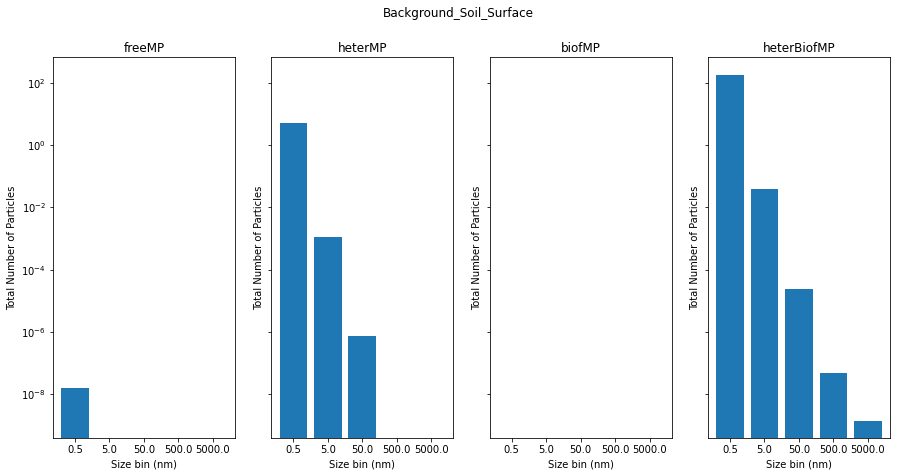 Background_Soil_Surface
freeMP
heterMP
biofMP
heterBiofMP
Total Number of Particles
10^2
10^0
10^-2
10^-4
10^-6
10^-8
0.5 5.0 50.0 500.0 5000.0
Size bin (nm)
Total Number of Particles
0.5 5.0 50.0 500.0 5000.0
Size bin (nm)
Total Number of Particles
0.5 5.0 50.0 500.0 5000.0
Size bin (nm)
Total Number of Particles
0.5 5.0 50.0 500.0 5000.0
Size bin (nm)